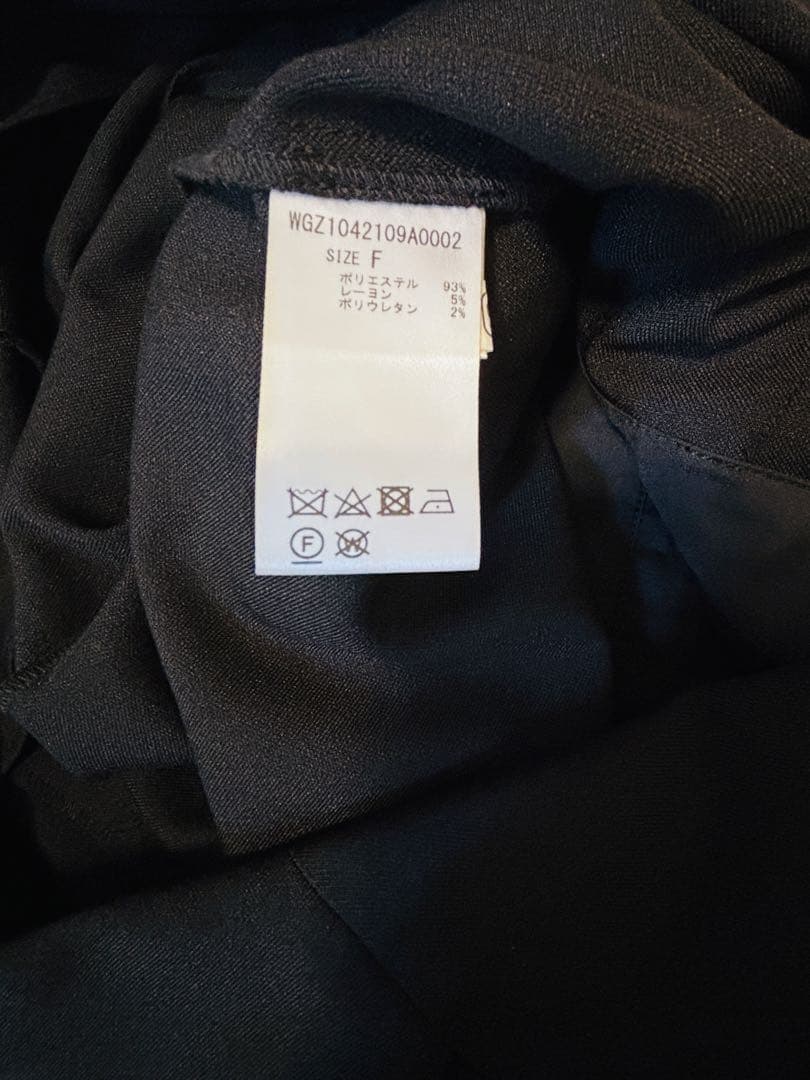 WGZ1042109A0002
SIZE F
ポリエステル 93%
レーヨン 5%
ポリウレタン 2%
F
W